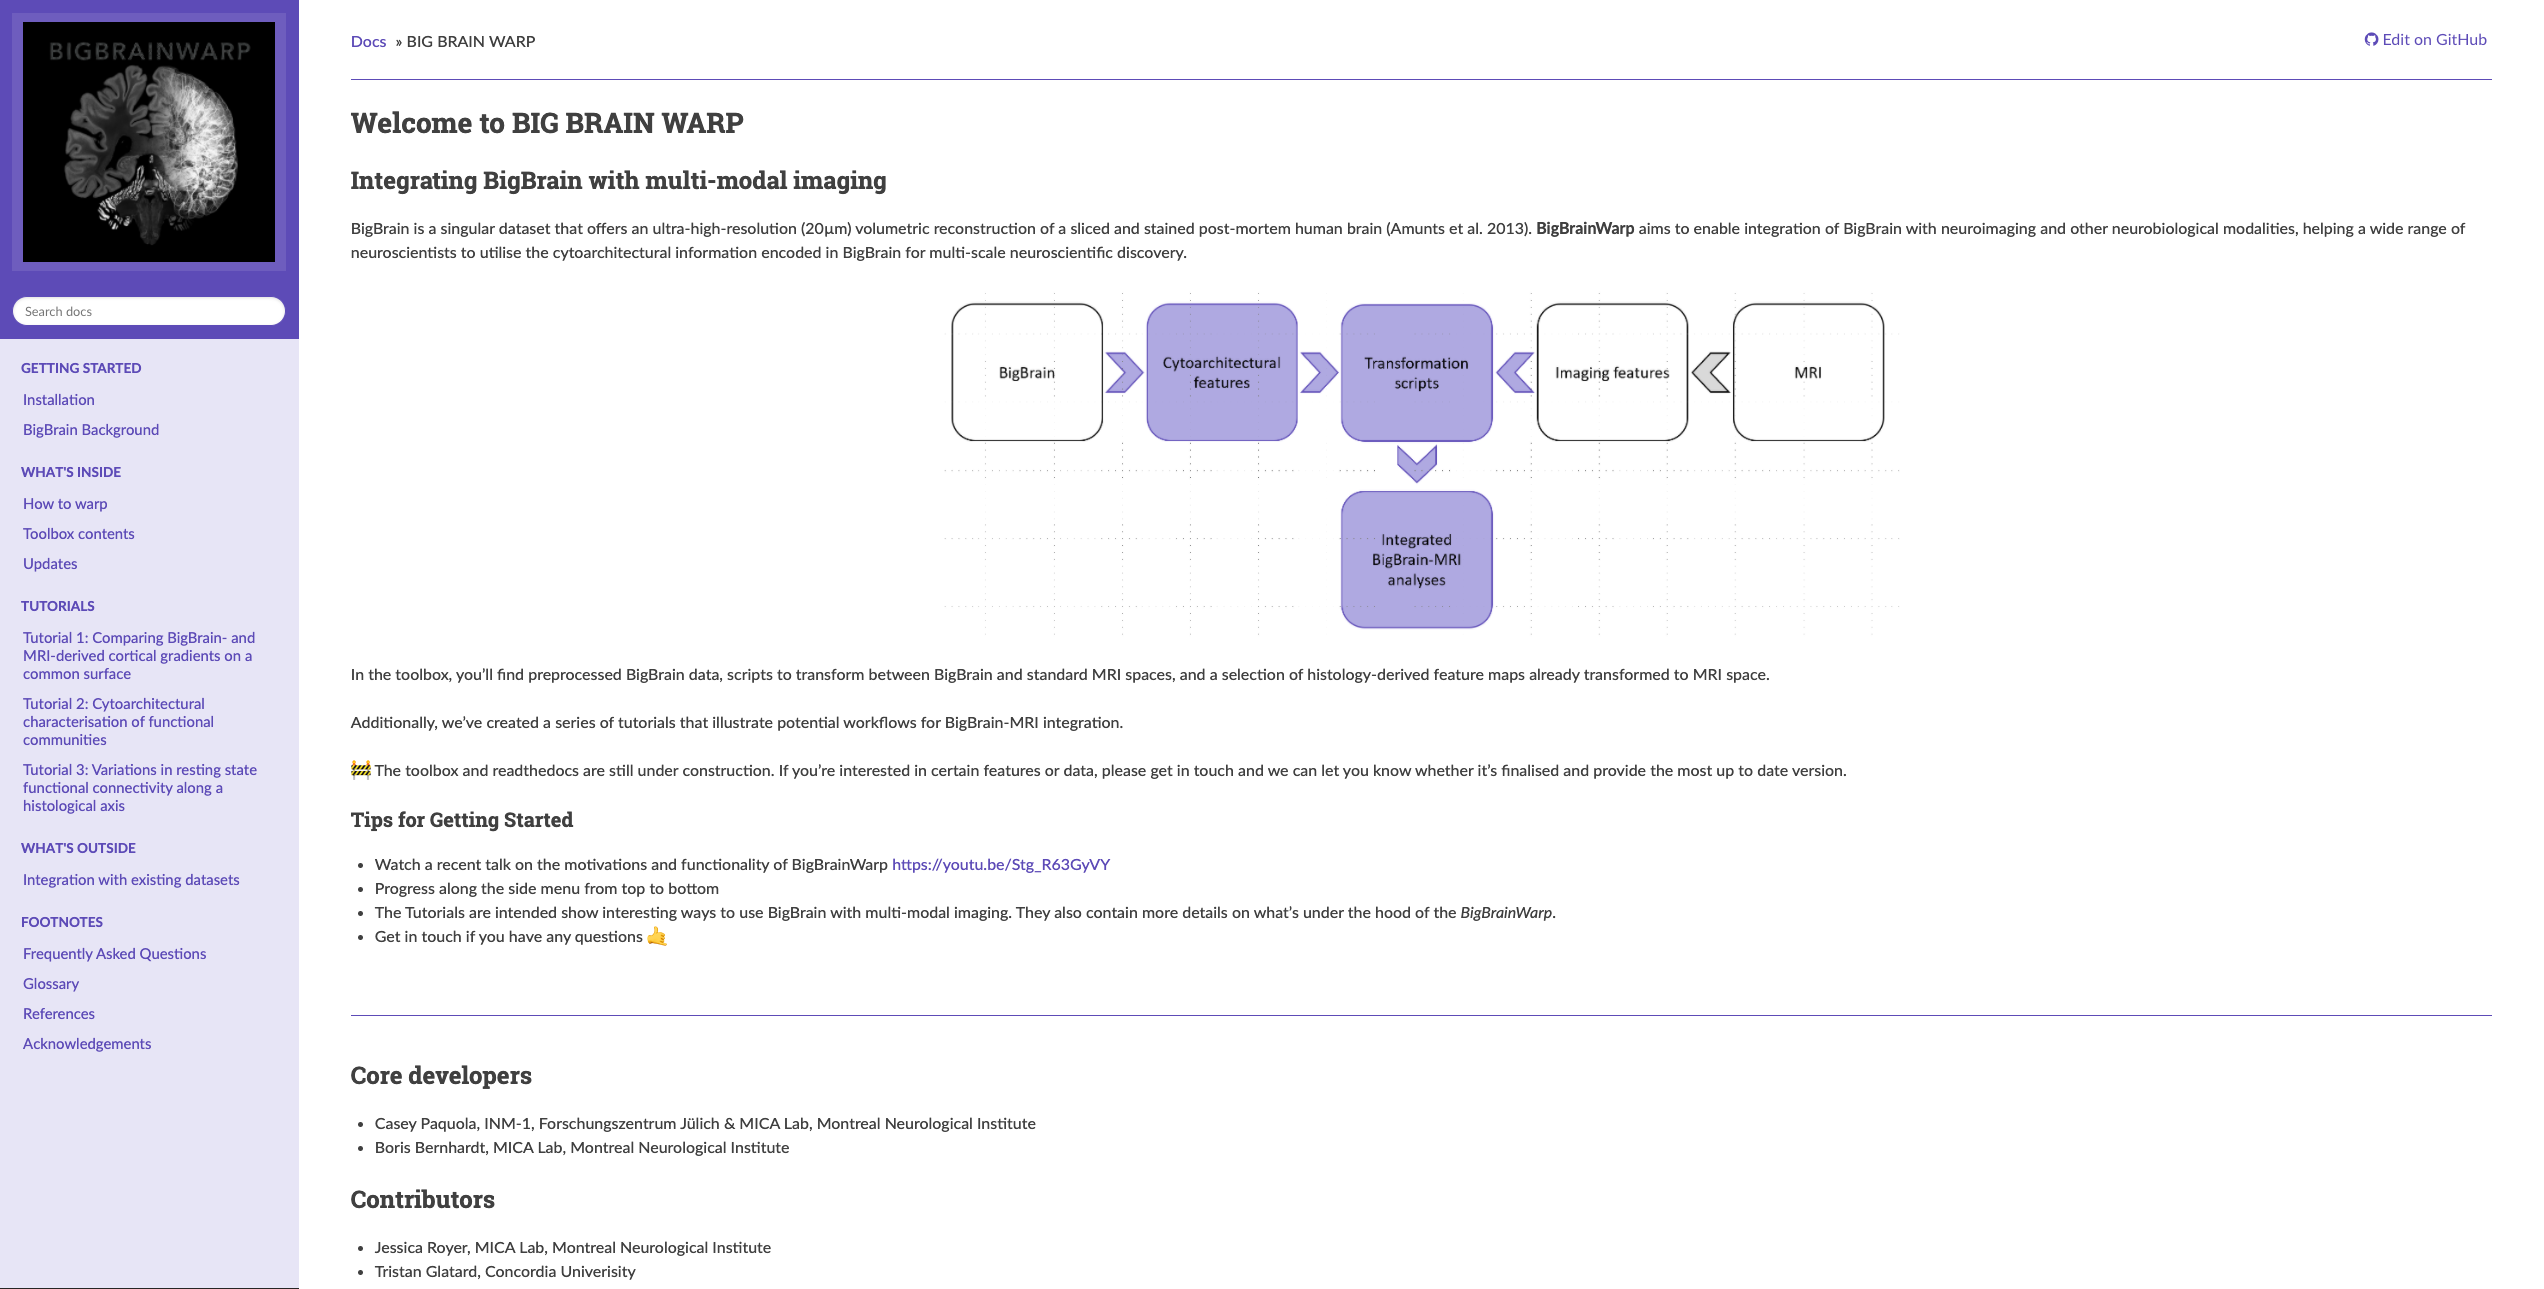 BIGBRAINWARP
Search docs
GETTING STARTED
Installation
BigBrain Background
WHAT'S INSIDE
How to warp
Toolbox contents
Updates
TUTORIALS
Tutorial 1: Comparing BigBrain- and
MRI-derived cortical gradients on a
common surface
Tutorial 2: Cytoarchitectural
characterisation of functional
communities
Tutorial 3: Variations in resting state
functional connectivity along a
histological axis
WHAT'S OUTSIDE
Integration with existing datasets
FOOTNOTES
Frequently Asked Questions
Glossary
References
Acknowledgements
Docs » BIG BRAIN WARP
Edit on GitHub
Welcome to BIG BRAIN WARP
Integrating BigBrain with multi-modal imaging
BigBrain is a singular dataset that offers an ultra-high-resolution (20μm) volumetric reconstruction of a sliced and stained post-mortem human brain (Amunts et al. 2013). BigBrainWarp aims to enable integration of BigBrain with neuroimaging and other neurobiological modalities, helping a wide range of
neuroscientists to utilise the cytoarchitectural information encoded in BigBrain for multi-scale neuroscientific discovery.
BigBrain
Cytoarchitectural
features
Transformation
scripts
Imaging features
MRI
Integrated
BigBrain-MRI
analyses
In the toolbox, you’ll find preprocessed BigBrain data, scripts to transform between BigBrain and standard MRI spaces, and a selection of histology-derived feature maps already transformed to MRI space.
Additionally, we’ve created a series of tutorials that illustrate potential workflows for BigBrain-MRI integration.
🚧 The toolbox and readthedocs are still under construction. If you’re interested in certain features or data, please get in touch and we can let you know whether it’s finalised and provide the most up to date version.
Tips for Getting Started
• Watch a recent talk on the motivations and functionality of BigBrainWarp https://youtu.be/Stg_R63GyVY
• Progress along the side menu from top to bottom
• The Tutorials are intended show interesting ways to use BigBrain with multi-modal imaging. They also contain more details on what’s under the hood of the BigBrainWarp.
• Get in touch if you have any questions 🤙
Core developers
• Casey Paquola, INM-1, Forschungszentrum Jülich & MICA Lab, Montreal Neurological Institute
• Boris Bernhardt, MICA Lab, Montreal Neurological Institute
Contributors
• Jessica Royer, MICA Lab, Montreal Neurological Institute
• Tristan Glatard, Concordia Univerisity